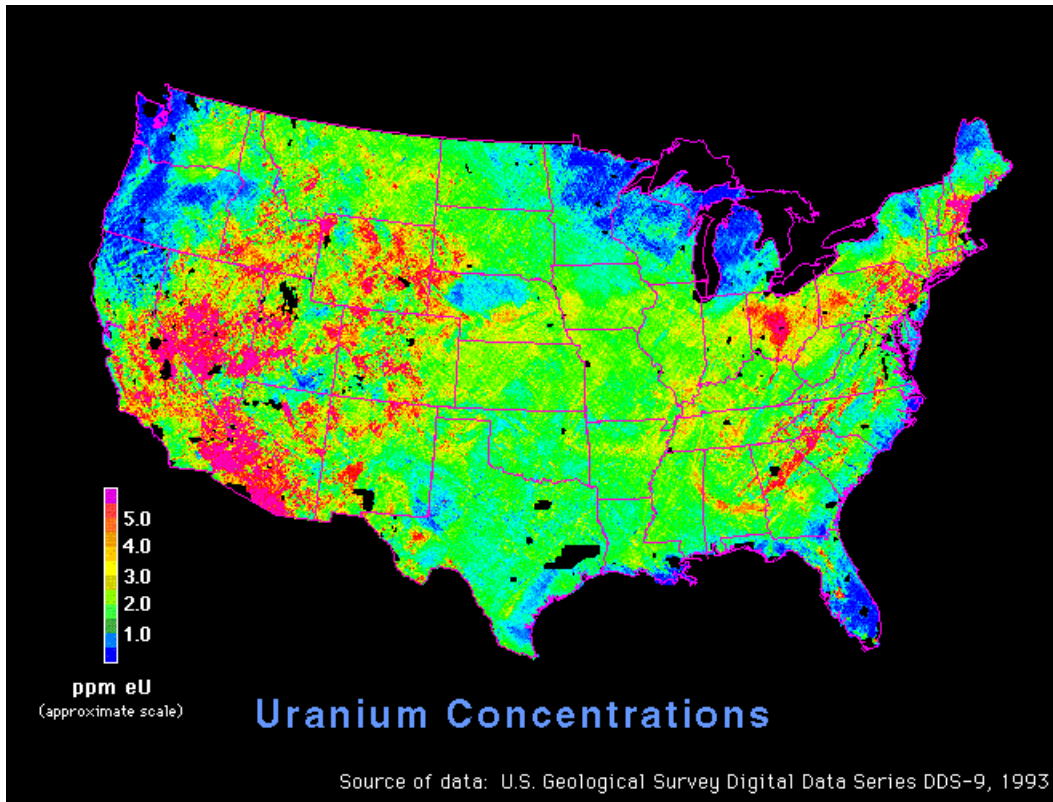 5.0
4.0
3.0
2.0
1.0
ppm eU
(approximate scale)
Uranium Concentrations
Source of data: U.S. Geological Survey Digital Data Series DDS-9, 1993